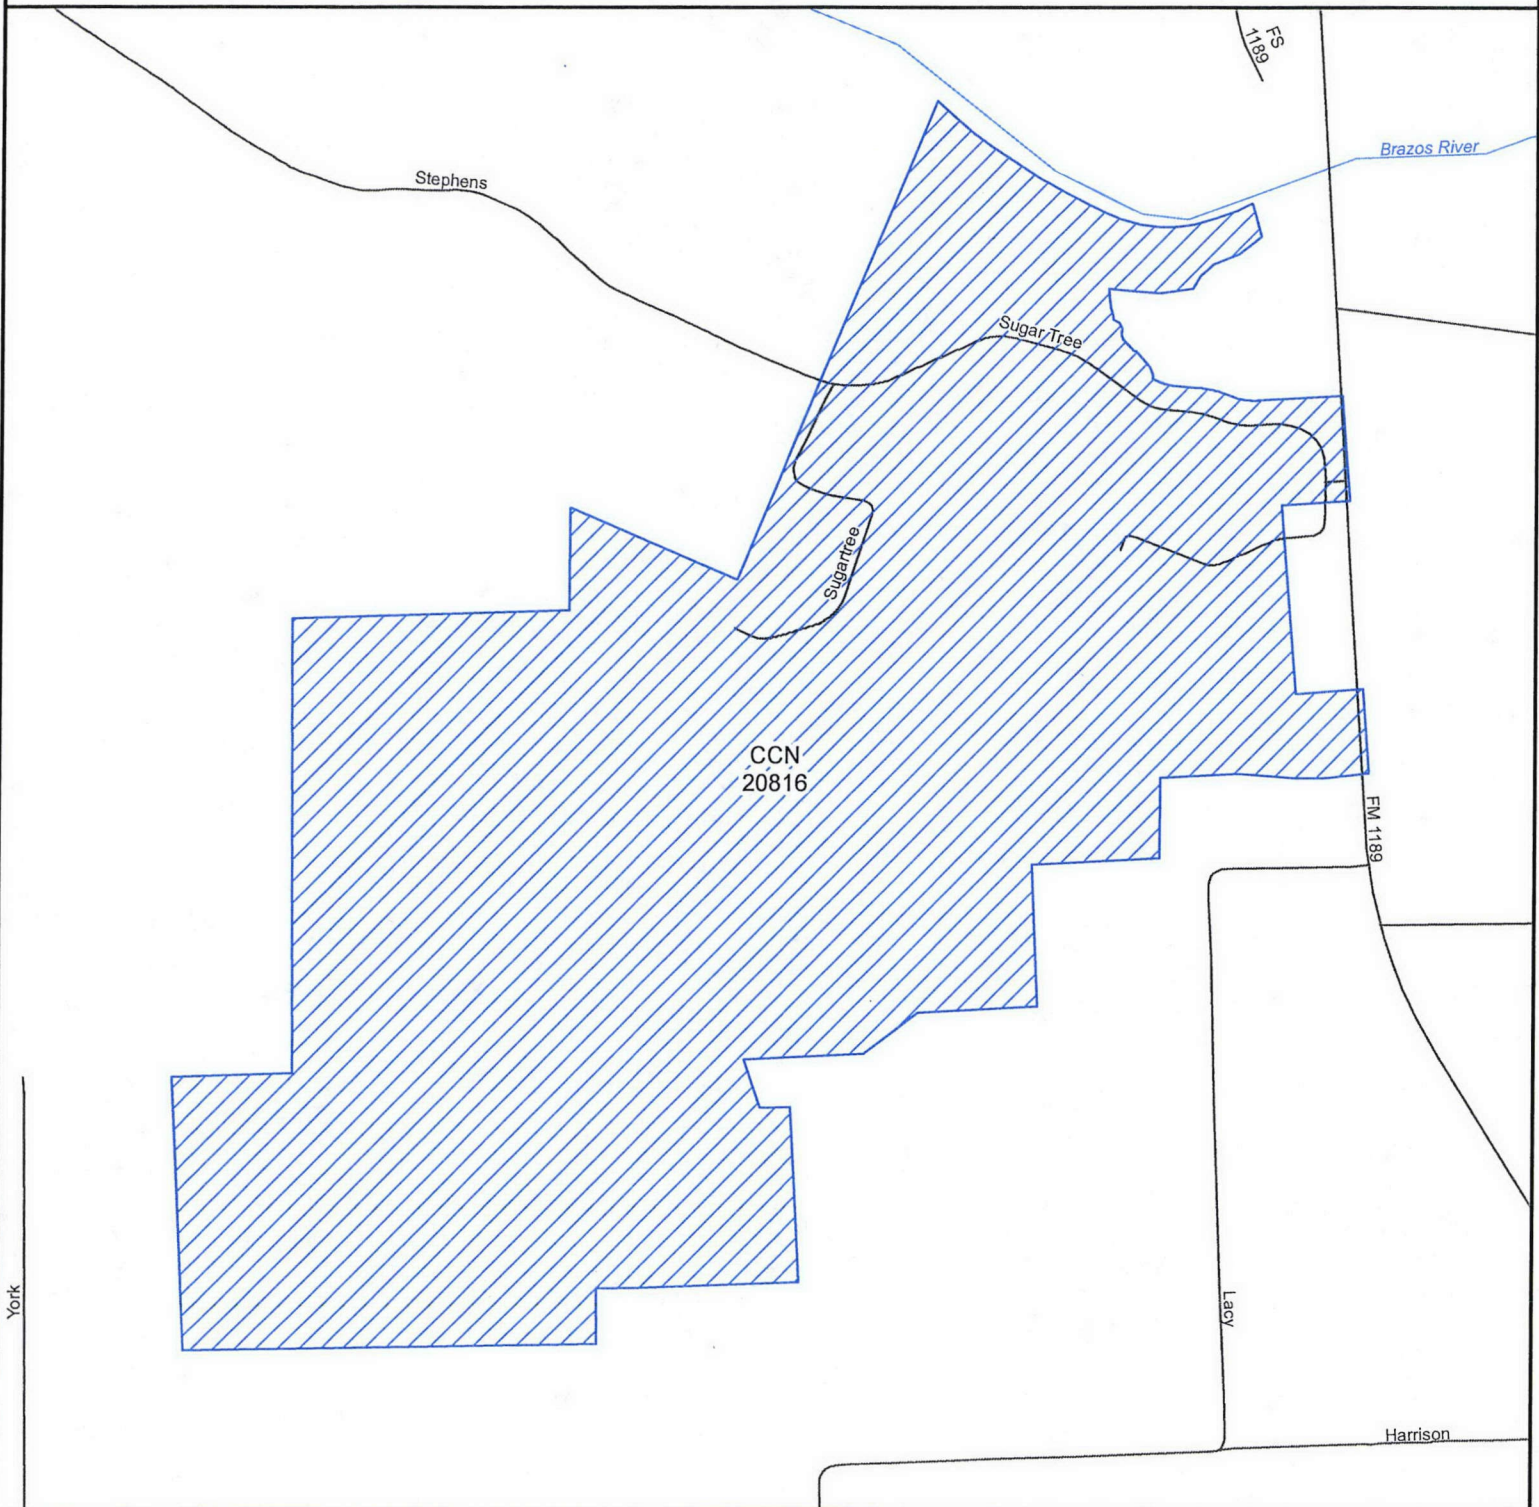 FS
1189
Brazos River
Stephens
Sugar Tree
Sugartree
CCN
20816
FM 1189
York
Lacy
Harrison